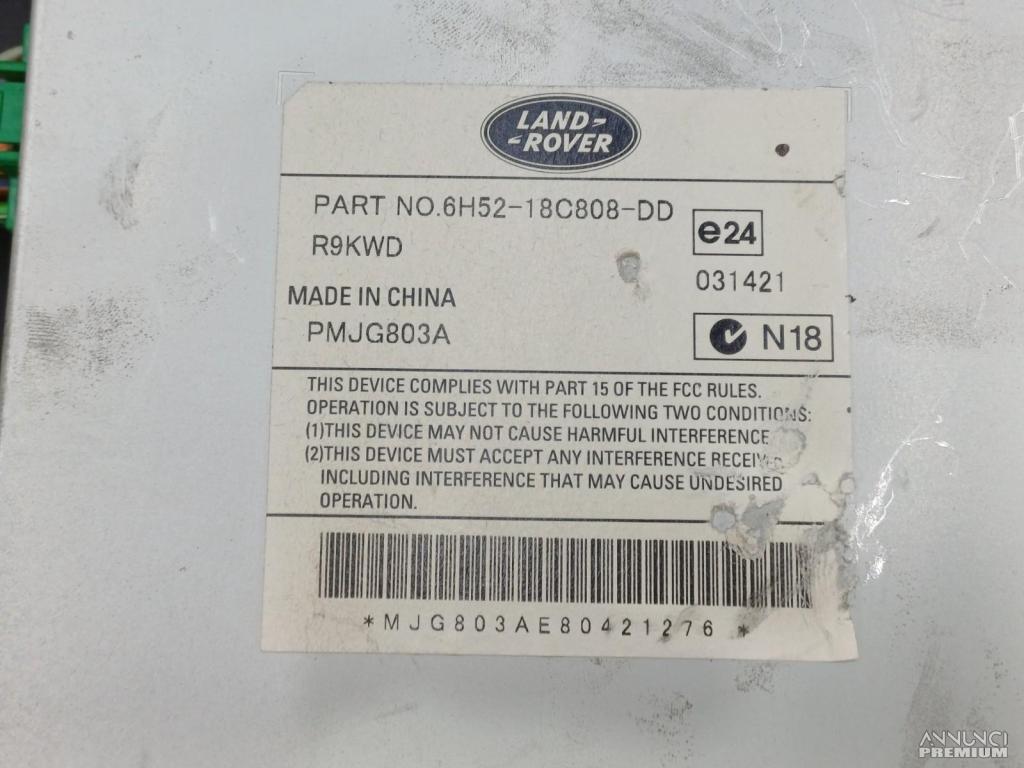 LAND-
-ROVER
PART NO.6H52-18C808-DD
e24
R9KWD
031421
MADE IN CHINA
PMJG803A
N18
THIS DEVICE COMPLIES WITH PART 15 OF THE FCC RULES.
OPERATION IS SUBJECT TO THE FOLLOWING TWO CONDITIONS:
(1)THIS DEVICE MAY NOT CAUSE HARMFUL INTERFERENCE
(2)THIS DEVICE MUST ACCEPT ANY INTERFERENCE
INCLUDING INTERFERENCE THAT MAY CAUSE UNDESIRED
OPERATION.
*MJG803AE80421276*
ANNUNCI
PREMIUM